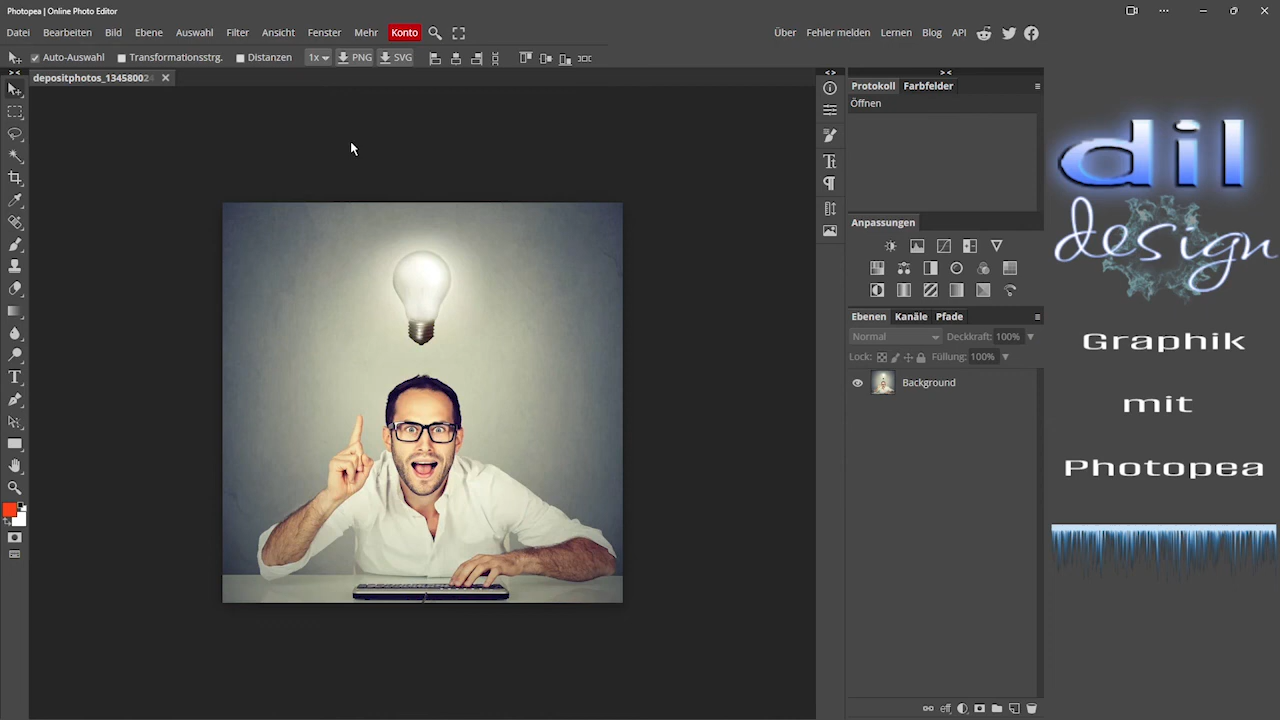 Photopea | Online Photo Editor
Datei Bearbeiten Bild Ebene Auswahl Filter Ansicht Fenster Mehr Konto Über Fehler melden Lernen Blog API
Auto-Auswahl Transformationsstrg. Distanzen 1x PNG SVG
depositphotos_13458002
Protokoll Farbfelder
Öffnen
Anpassungen
Ebenen Kanäle Pfade
Normal Deckkraft: 100%
Lock: Füllung: 100%
Background
dil
design
Graphik
mit
Photopea